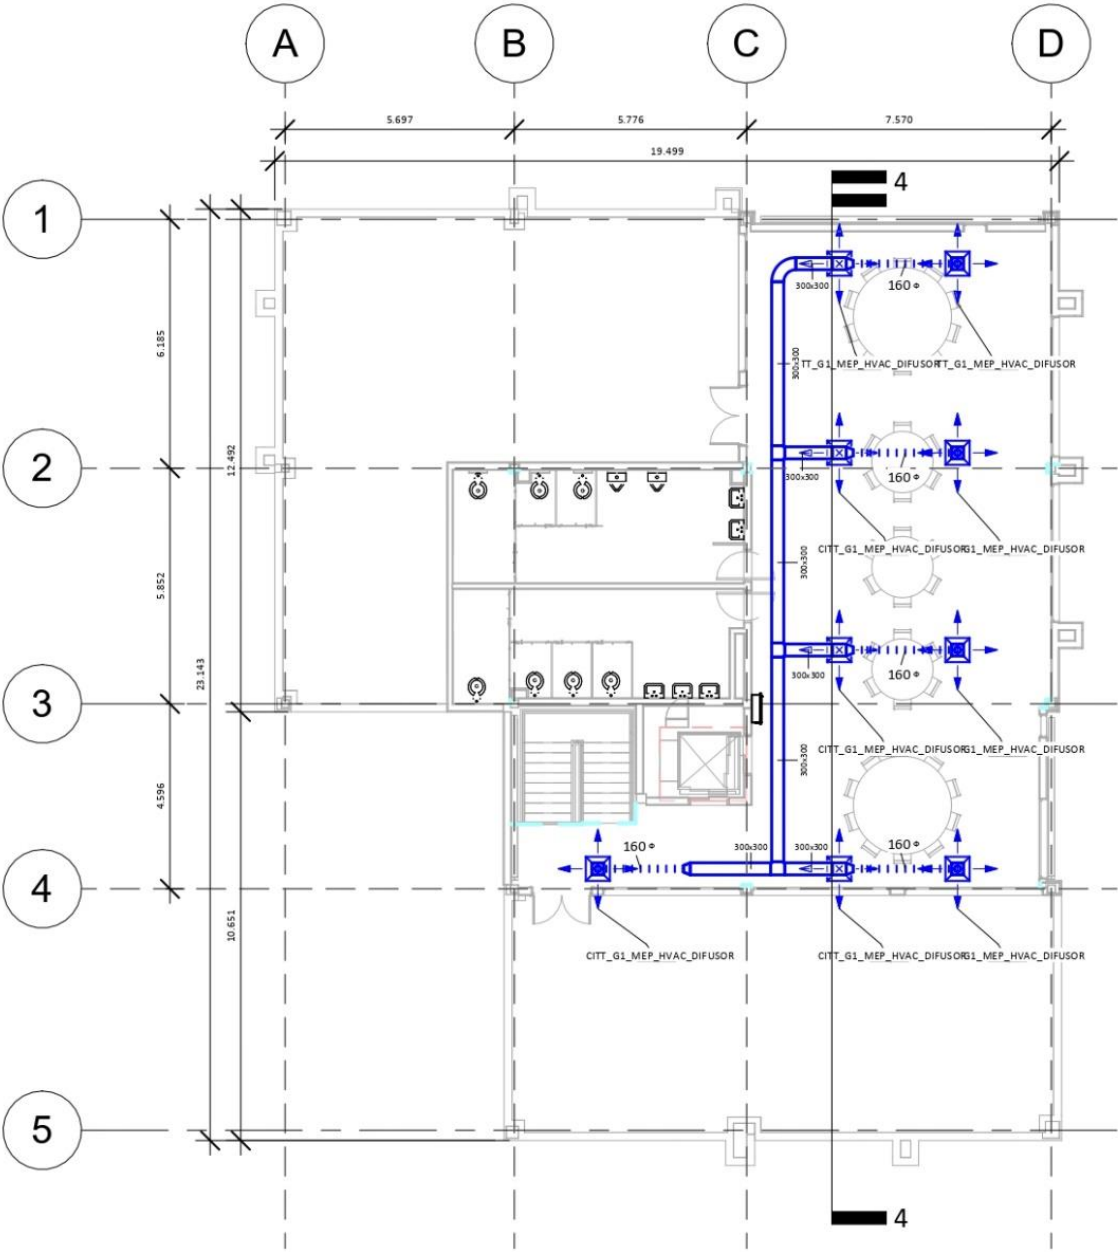 A B C D
5.697 5.776 7.570
19.499
4
1
300x300 160 Φ
6.185
300x300
TT_G1_MEP_HVAC_DIFUSOR TT_G1_MEP_HVAC_DIFUSOR
12.492
2
300x300 160 Φ
CITT_G1_MEP_HVAC_DIFUSOR G1_MEP_HVAC_DIFUSOR
300x300
5.852
23.143
300x300 160 Φ
3
CITT_G1_MEP_HVAC_DIFUSOR G1_MEP_HVAC_DIFUSOR
300x300
4.596
160 Φ 300x300 300x300 160 Φ
4
10.651
CITT_G1_MEP_HVAC_DIFUSOR CITT_G1_MEP_HVAC_DIFUSOR G1_MEP_HVAC_DIFUSOR
5
4